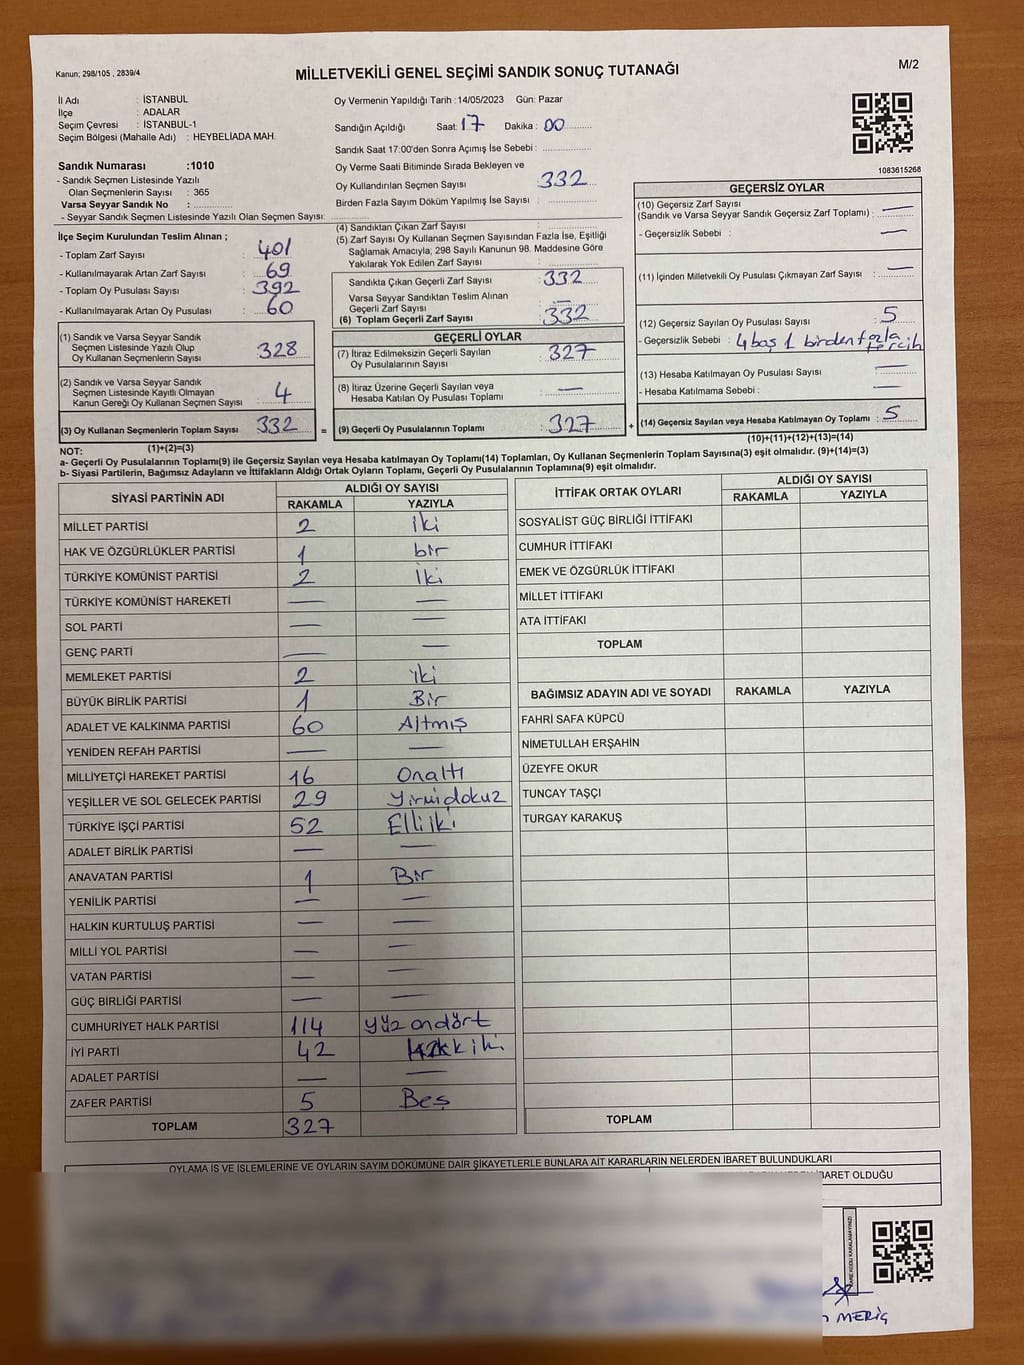 Kanun; 298/105 , 2839/4
MİLLETVEKİLİ GENEL SEÇİMİ SANDIK SONUÇ TUTANAĞI
M/2
İl Adı : İSTANBUL
İlçe : ADALAR
Seçim Çevresi : İSTANBUL-1
Seçim Bölgesi (Mahalle Adı) : HEYBELİADA MAH.
Sandık Numarası :1010
- Sandık Seçmen Listesinde Yazılı
Olan Seçmenlerin Sayısı : 365
Varsa Seyyar Sandık No :
- Seyyar Sandık Seçmen Listesinde Yazılı Olan Seçmen Sayısı:
Oy Vermenin Yapıldığı Tarih :14/05/2023 Gün: Pazar
Sandığın Açıldığı Saat: 17 Dakika : 00
Sandık Saat 17:00'den Sonra Açımış İse Sebebi :
Oy Verme Saati Bitiminde Sırada Bekleyen ve
Oy Kullandırılan Seçmen Sayısı 332
Birden Fazla Sayım Döküm Yapılmış İse Sayısı :
1083615268
İlçe Seçim Kurulundan Teslim Alınan ;
- Toplam Zarf Sayısı : 401
- Kullanılmayarak Artan Zarf Sayısı : 69
- Toplam Oy Pusulası Sayısı : 392
- Kullanılmayarak Artan Oy Pusulası : 60
(1) Sandık ve Varsa Seyyar Sandık
Seçmen Listesinde Yazılı Olup
Oy Kullanan Seçmenlerin Sayısı : 328
(2) Sandık ve Varsa Seyyar Sandık
Seçmen Listesinde Kayıtlı Olmayan
Kanun Gereği Oy Kullanan Seçmen Sayısı : 4
(3) Oy Kullanan Seçmenlerin Toplam Sayısı : 332 =
(1)+(2)=(3)
(4) Sandıktan Çıkan Zarf Sayısı :
(5) Zarf Sayısı Oy Kullanan Seçmen Sayısından Fazla İse, Eşitliği
Sağlamak Amacıyla; 298 Sayılı Kanunun 98. Maddesine Göre
Yakılarak Yok Edilen Zarf Sayısı :
Sandıkta Çıkan Geçerli Zarf Sayısı : 332
Varsa Seyyar Sandıktan Teslim Alınan
Geçerli Zarf Sayısı : —
(6) Toplam Geçerli Zarf Sayısı : 332
GEÇERLİ OYLAR
(7) İtiraz Edilmeksizin Geçerli Sayılan
Oy Pusulalarının Sayısı : 327
(8) İtiraz Üzerine Geçerli Sayılan veya
Hesaba Katılan Oy Pusulası Toplamı : —
(9) Geçerli Oy Pusulalarının Toplamı : 327 +
GEÇERSİZ OYLAR
(10) Geçersiz Zarf Sayısı
(Sandık ve Varsa Seyyar Sandık Geçersiz Zarf Toplamı) : —
- Geçersizlik Sebebi : —
(11) İçinden Milletvekili Oy Pusulası Çıkmayan Zarf Sayısı : —
(12) Geçersiz Sayılan Oy Pusulası Sayısı : 5
- Geçersizlik Sebebi : 4 boş 1 birden fazla
tercih
(13) Hesaba Katılmayan Oy Pusulası Sayısı : —
- Hesaba Katılmama Sebebi : —
(14) Geçersiz Sayılan veya Hesaba Katılmayan Oy Toplamı : 5
(10)+(11)+(12)+(13)=(14)
NOT:
a- Geçerli Oy Pusulalarının Toplamı(9) ile Geçersiz Sayılan veya Hesaba Katılmayan Oy Toplamı(14) Toplamları, Oy Kullanan Seçmenlerin Toplam Sayısına(3) eşit olmalıdır. (9)+(14)=(3)
b- Siyasi Partilerin, Bağımsız Adayların ve İttifakların Aldığı Ortak Oyların Toplamı, Geçerli Oy Pusulalarının Toplamına(9) eşit olmalıdır.
SİYASİ PARTİNİN ADI ALDIĞI OY SAYISI
RAKAMLA YAZIYLA
MİLLET PARTİSİ 2 iki
HAK VE ÖZGÜRLÜKLER PARTİSİ 1 bir
TÜRKİYE KOMÜNİST PARTİSİ 2 İki
TÜRKİYE KOMÜNİST HAREKETİ — —
SOL PARTİ — —
GENÇ PARTİ — —
MEMLEKET PARTİSİ 2 iki
BÜYÜK BİRLİK PARTİSİ 1 Bir
ADALET VE KALKINMA PARTİSİ 60 Altmış
YENİDEN REFAH PARTİSİ — —
MİLLİYETÇİ HAREKET PARTİSİ 16 Onaltı
YEŞİLLER VE SOL GELECEK PARTİSİ 29 yirmidokuz
TÜRKİYE İŞÇİ PARTİSİ 52 Elliiki
ADALET BİRLİK PARTİSİ — —
ANAVATAN PARTİSİ 1 Bir
YENİLİK PARTİSİ — —
HALKIN KURTULUŞ PARTİSİ — —
MİLLİ YOL PARTİSİ — —
VATAN PARTİSİ — —
GÜÇ BİRLİĞİ PARTİSİ — —
CUMHURİYET HALK PARTİSİ 114 yüz ondört
İYİ PARTİ 42
ADALET PARTİSİ — —
ZAFER PARTİSİ 5 Beş
TOPLAM 327
İTTİFAK ORTAK OYLARI ALDIĞI OY SAYISI
RAKAMLA YAZIYLA
SOSYALİST GÜÇ BİRLİĞİ İTTİFAKI
CUMHUR İTTİFAKI
EMEK VE ÖZGÜRLÜK İTTİFAKI
MİLLET İTTİFAKI
ATA İTTİFAKI
TOPLAM
BAĞIMSIZ ADAYIN ADI VE SOYADI RAKAMLA YAZIYLA
FAHRİ SAFA KÜPCÜ
NİMETULLAH ERŞAHİN
ÜZEYFE OKUR
TUNCAY TAŞÇI
TURGAY KARAKUŞ
TOPLAM
OYLAMA İŞ VE İŞLEMLERİNE VE OYLARIN SAYIM DÖKÜMÜNE DAİR ŞİKAYETLERLE BUNLARA AİT KARARLARIN NELERDEN İBARET BULUNDUKLARI
İBARET OLDUĞU
MERİÇ